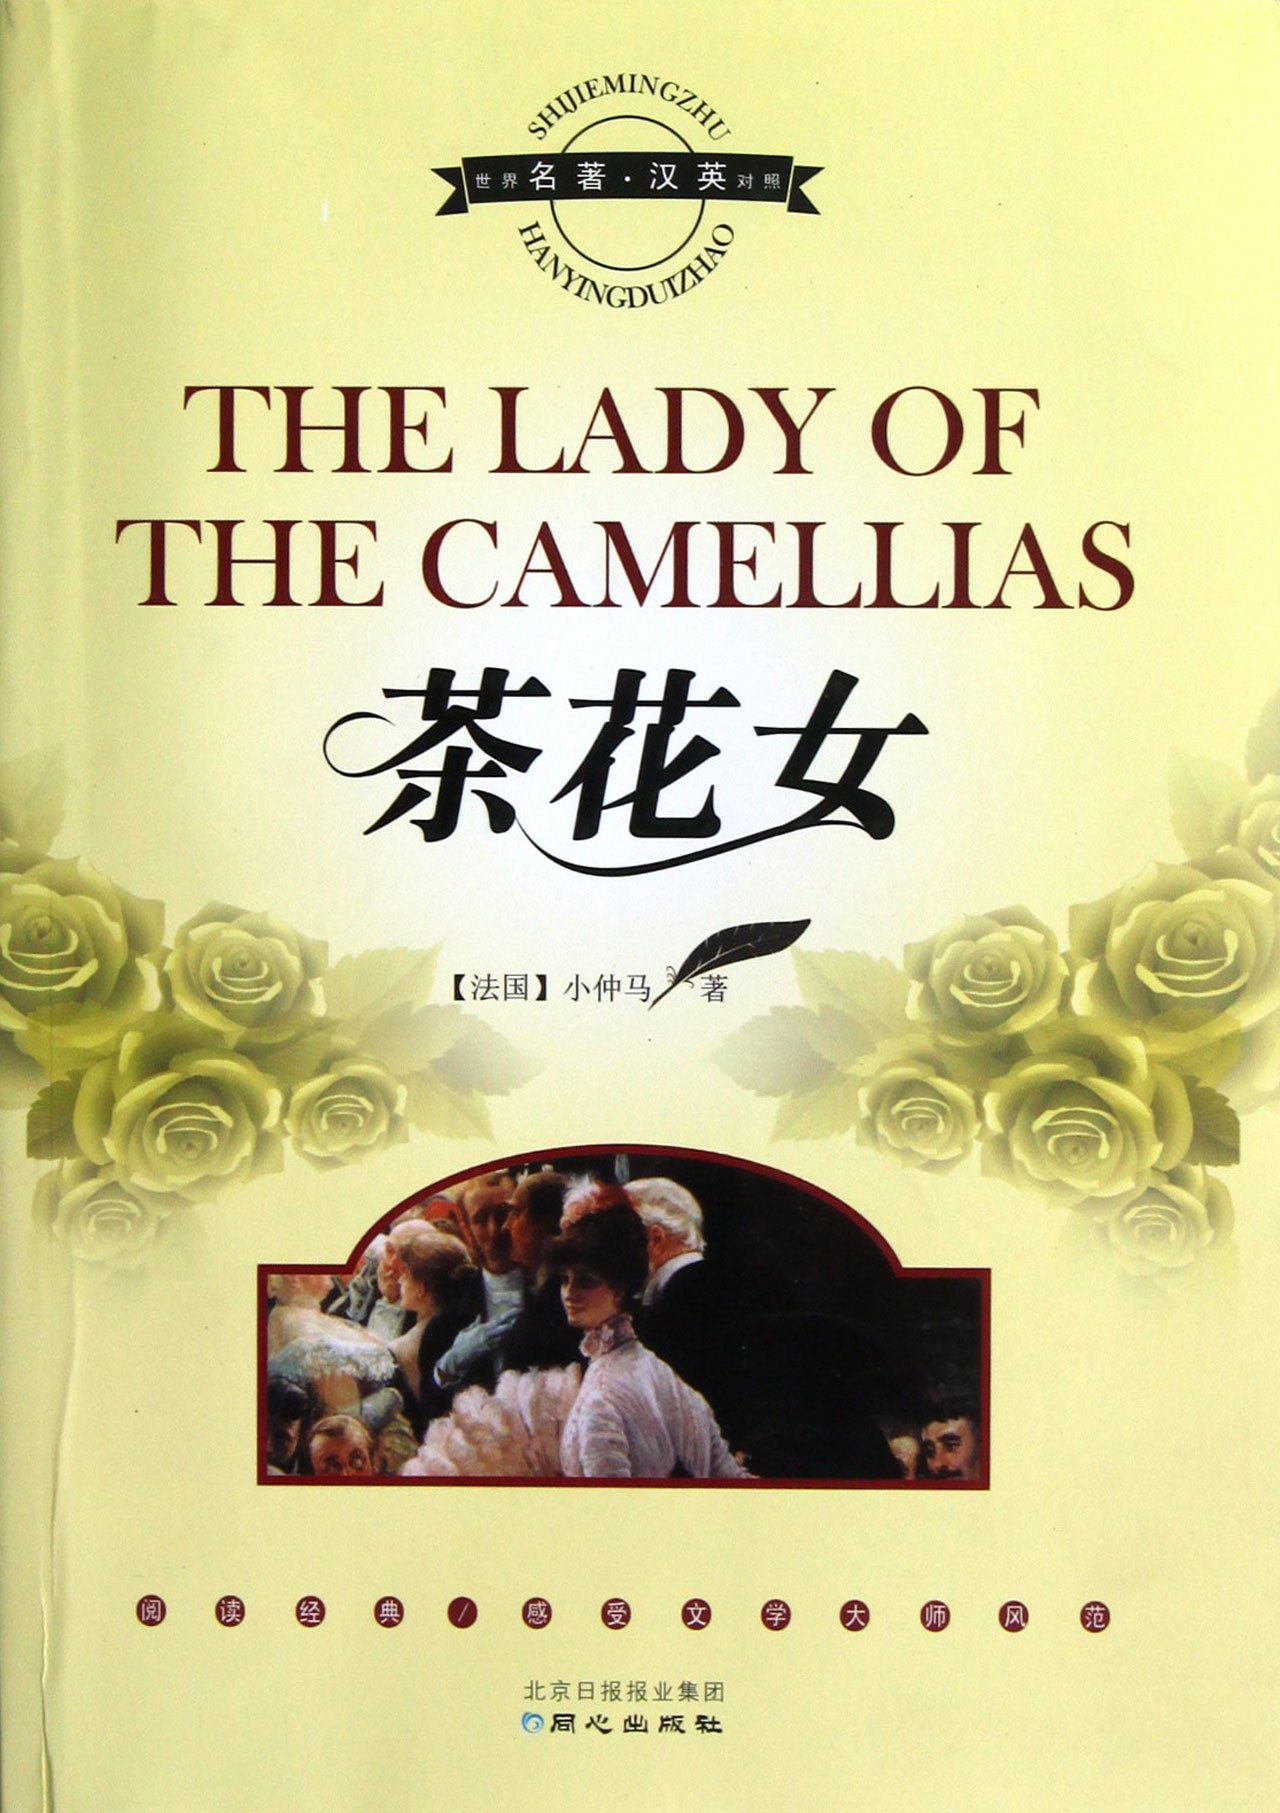 SHIJIEMINGZHU
世界名著·汉英对照
HANYINGDUIZHAO
THE LADY OF
THE CAMELLIAS
茶花女
【法国】小仲马 著
阅读经典/感受文学大师风范
北京日报报业集团
同心出版社